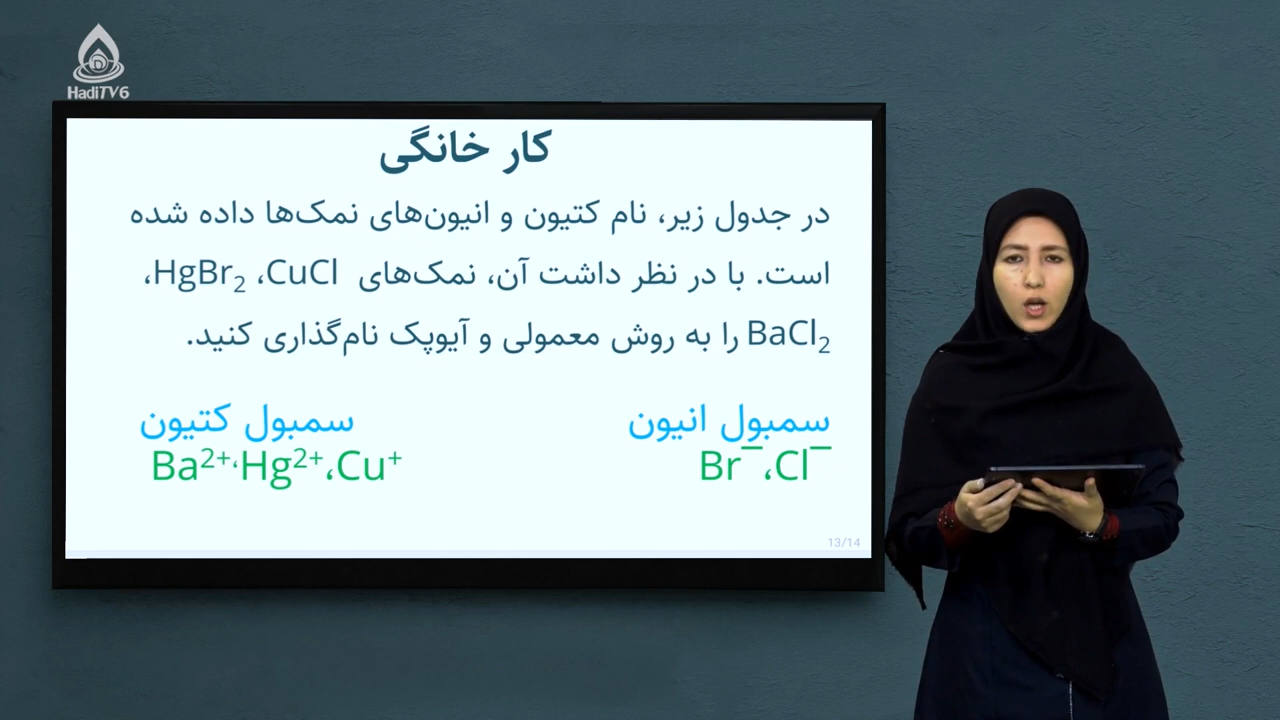 HadiTV6
کار خانگی
در جدول زیر، نام کتیون و انیون‌های نمک‌ها داده شده
است. با در نظر داشت آن، نمک‌های CuCl، HgBr₂،
BaCl₂ را به روش معمولی و آیوپک نام‌گذاری کنید.
سمبول انیون سمبول کتیون
Cl⁻، Br⁻ Cu⁺، Hg²⁺، Ba²⁺
13/14